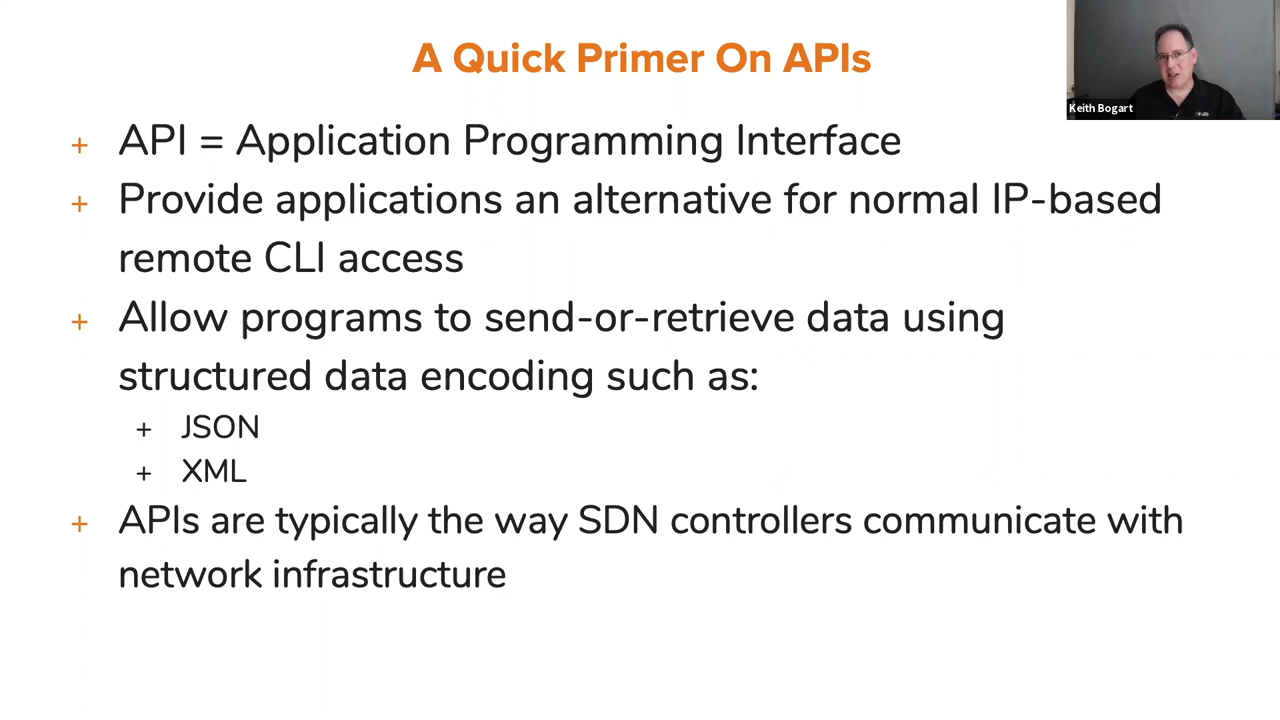 A Quick Primer On APIs
Keith Bogart
+ API = Application Programming Interface
+ Provide applications an alternative for normal IP-based
remote CLI access
+ Allow programs to send-or-retrieve data using
structured data encoding such as:
+ JSON
+ XML
+ APIs are typically the way SDN controllers communicate with
network infrastructure